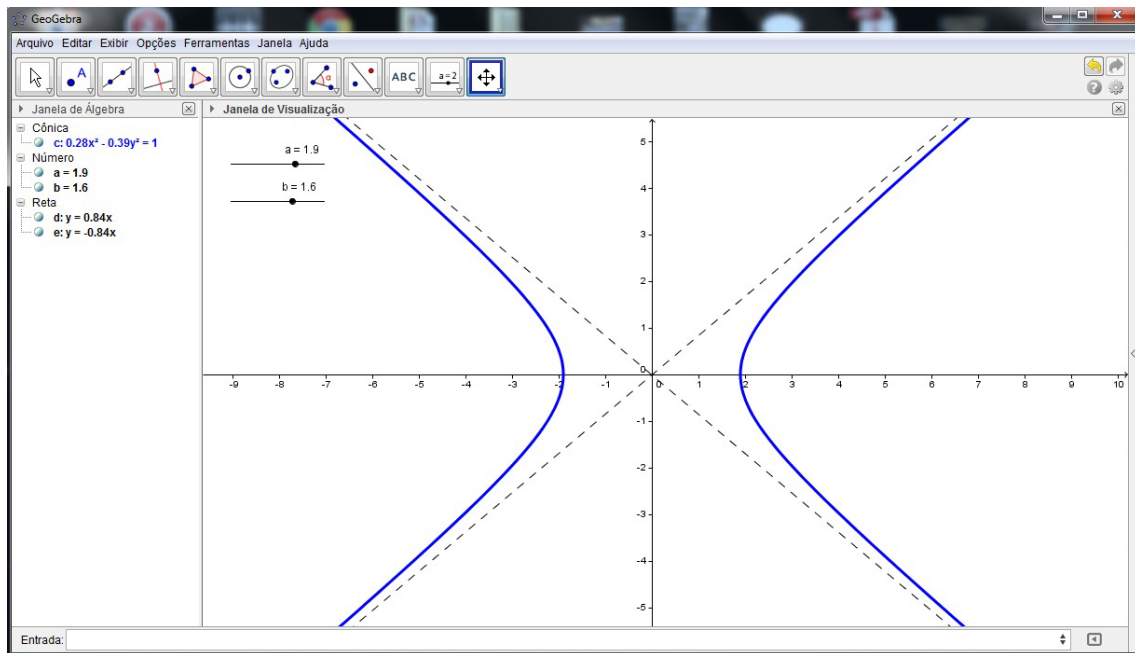 GeoGebra
Arquivo Editar Exibir Opções Ferramentas Janela Ajuda
A
α
ABC
a=2
Janela de Álgebra
Janela de Visualização
Cônica
c: 0.28x² - 0.39y² = 1
Número
a = 1.9
b = 1.6
Reta
d: y = 0.84x
e: y = -0.84x
a = 1.9
b = 1.6
5
4
3
2
1
0
-9 -8 -7 -6 -5 -4 -3 -2 -1 0 1 2 3 4 5 6 7 8 9 10
-1
-2
-3
-4
-5
Entrada: